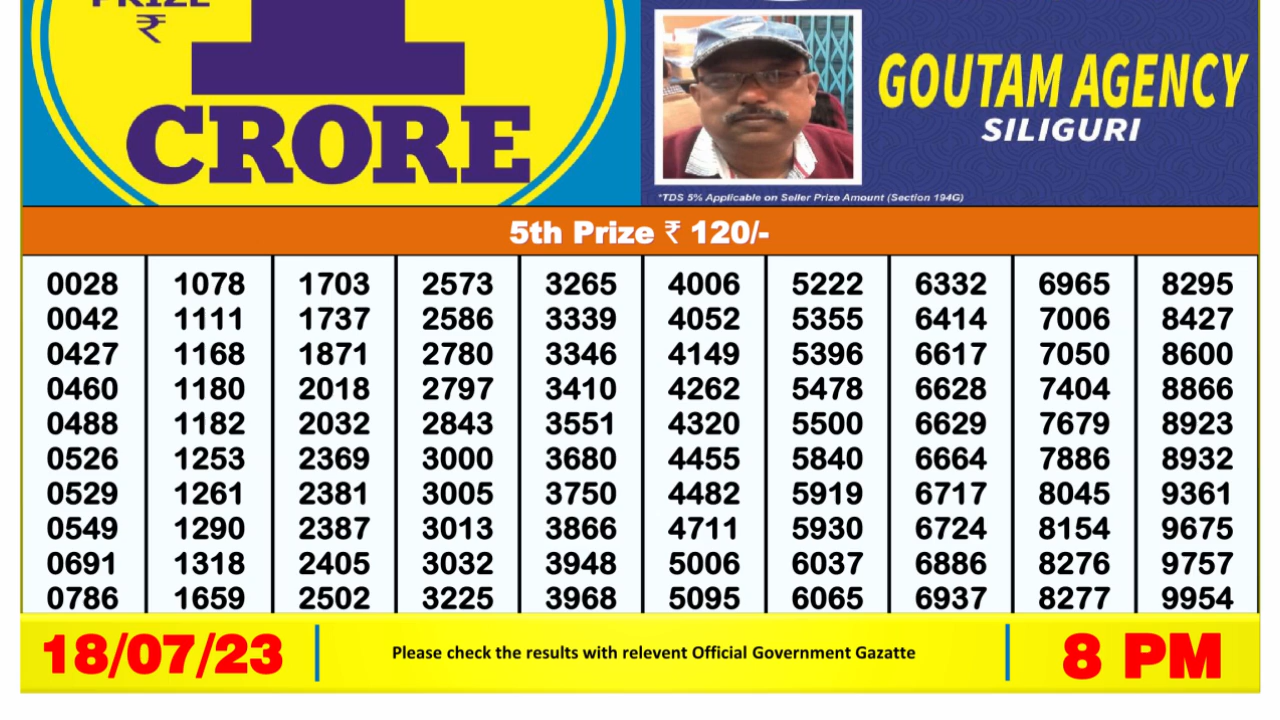 PRIZE
₹
1
CRORE
GOUTAM AGENCY
SILIGURI
*TDS 5% Applicable on Seller Prize Amount (Section 194G)
5th Prize ₹ 120/-
0028 1078 1703 2573 3265 4006 5222 6332 6965 8295
0042 1111 1737 2586 3339 4052 5355 6414 7006 8427
0427 1168 1871 2780 3346 4149 5396 6617 7050 8600
0460 1180 2018 2797 3410 4262 5478 6628 7404 8866
0488 1182 2032 2843 3551 4320 5500 6629 7679 8923
0526 1253 2369 3000 3680 4455 5840 6664 7886 8932
0529 1261 2381 3005 3750 4482 5919 6717 8045 9361
0549 1290 2387 3013 3866 4711 5930 6724 8154 9675
0691 1318 2405 3032 3948 5006 6037 6886 8276 9757
0786 1659 2502 3225 3968 5095 6065 6937 8277 9954
18/07/23 Please check the results with relevent Official Government Gazatte 8 PM